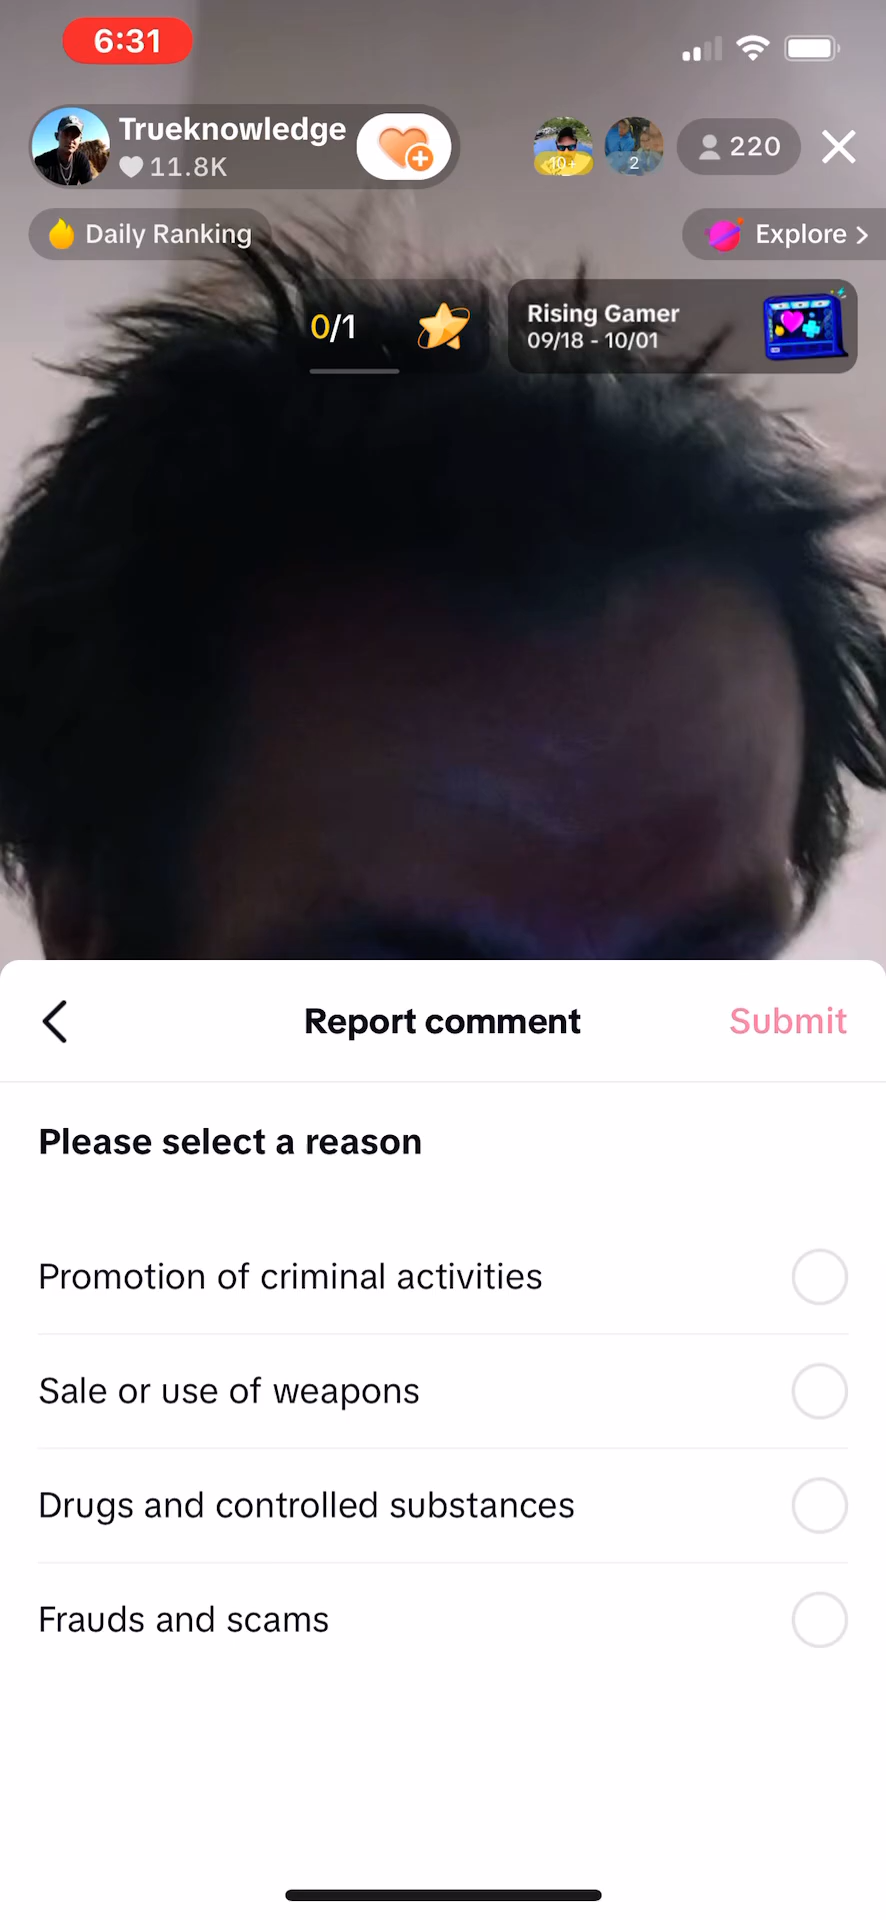 6:31
Trueknowledge
11.8K
10+
2
220
Daily Ranking
Explore >
0/1
Rising Gamer
09/18 - 10/01
Report comment
Submit
Please select a reason
Promotion of criminal activities
Sale or use of weapons
Drugs and controlled substances
Frauds and scams